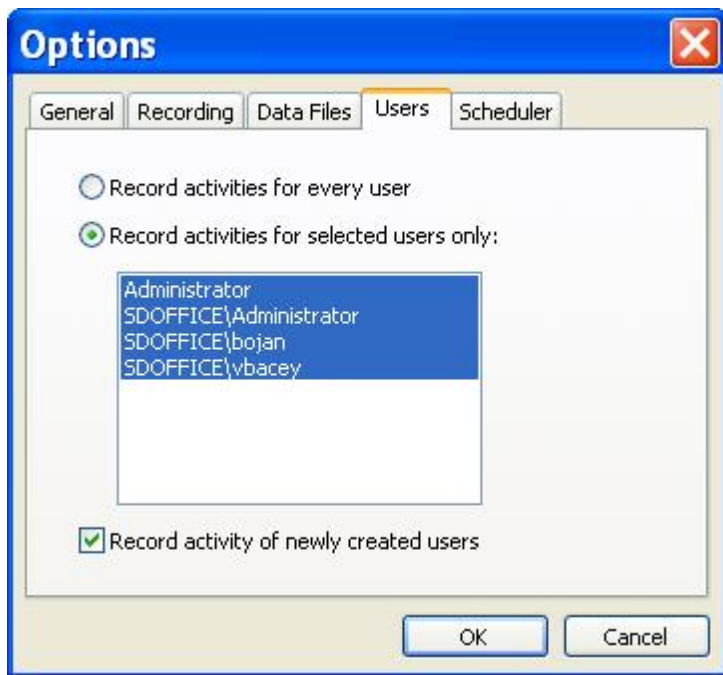 Options
General Recording Data Files Users Scheduler
Record activities for every user
Record activities for selected users only:
Administrator
SDOFFICE\Administrator
SDOFFICE\bojan
SDOFFICE\vbacey
Record activity of newly created users
OK Cancel